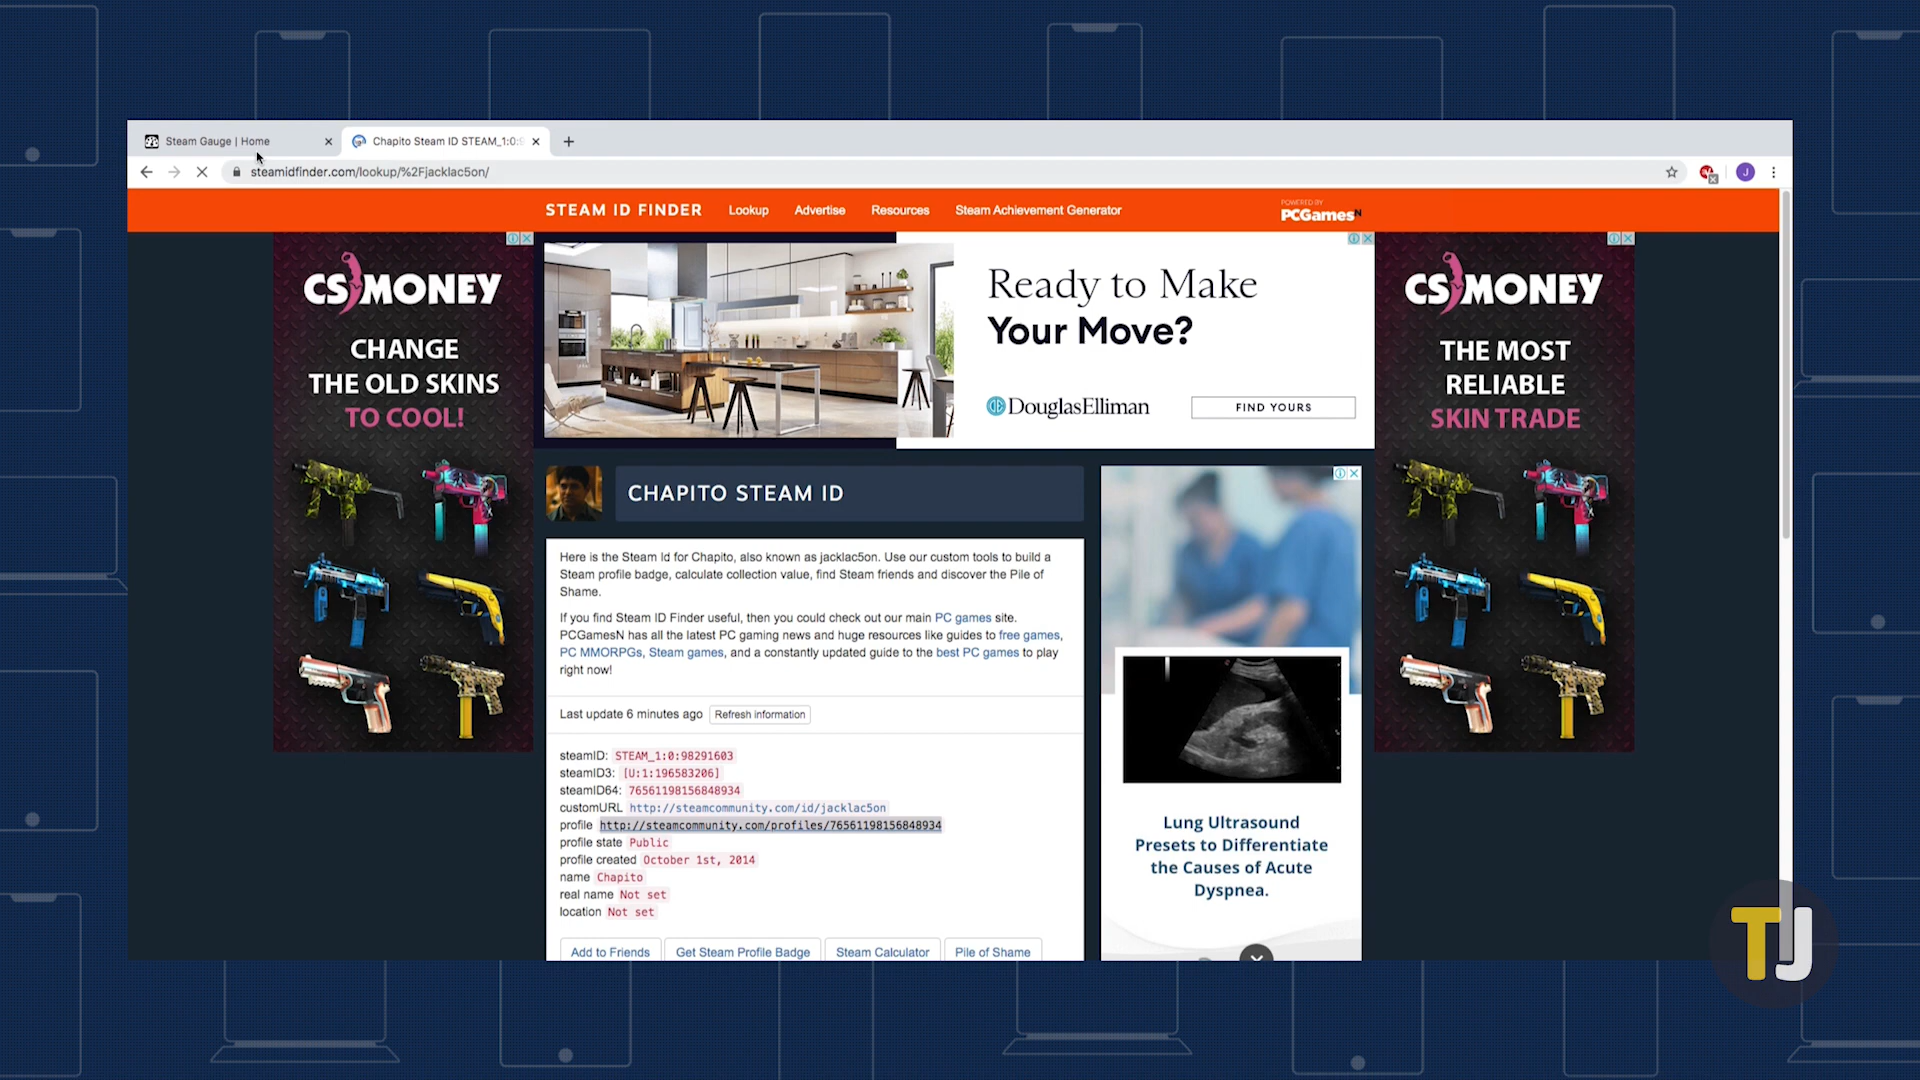 Steam Gauge | Home
Chapito Steam ID STEAM_1:0:9
steamidfinder.com/lookup/%2Fjacklac5on/
J
STEAM ID FINDER
Lookup
Advertise
Resources
Steam Achievement Generator
POWERED BY
PCGamesN
CS MONEY
CHANGE
THE OLD SKINS
TO COOL!
Ready to Make
Your Move?
DouglasElliman
FIND YOURS
CS MONEY
THE MOST
RELIABLE
SKIN TRADE
CHAPITO STEAM ID
Here is the Steam Id for Chapito, also known as jacklac5on. Use our custom tools to build a
Steam profile badge, calculate collection value, find Steam friends and discover the Pile of
Shame.
If you find Steam ID Finder useful, then you could check out our main PC games site.
PCGamesN has all the latest PC gaming news and huge resources like guides to free games,
PC MMORPGs, Steam games, and a constantly updated guide to the best PC games to play
right now!
Last update 6 minutes ago
Refresh information
steamID: STEAM_1:0:98291603
steamID3: [U:1:196583206]
steamID64: 76561198156848934
customURL http://steamcommunity.com/id/jacklac5on
profile http://steamcommunity.com/profiles/76561198156848934
profile state Public
profile created October 1st, 2014
name Chapito
real name Not set
location Not set
Add to Friends
Get Steam Profile Badge
Steam Calculator
Pile of Shame
Lung Ultrasound
Presets to Differentiate
the Causes of Acute
Dyspnea.
TJ